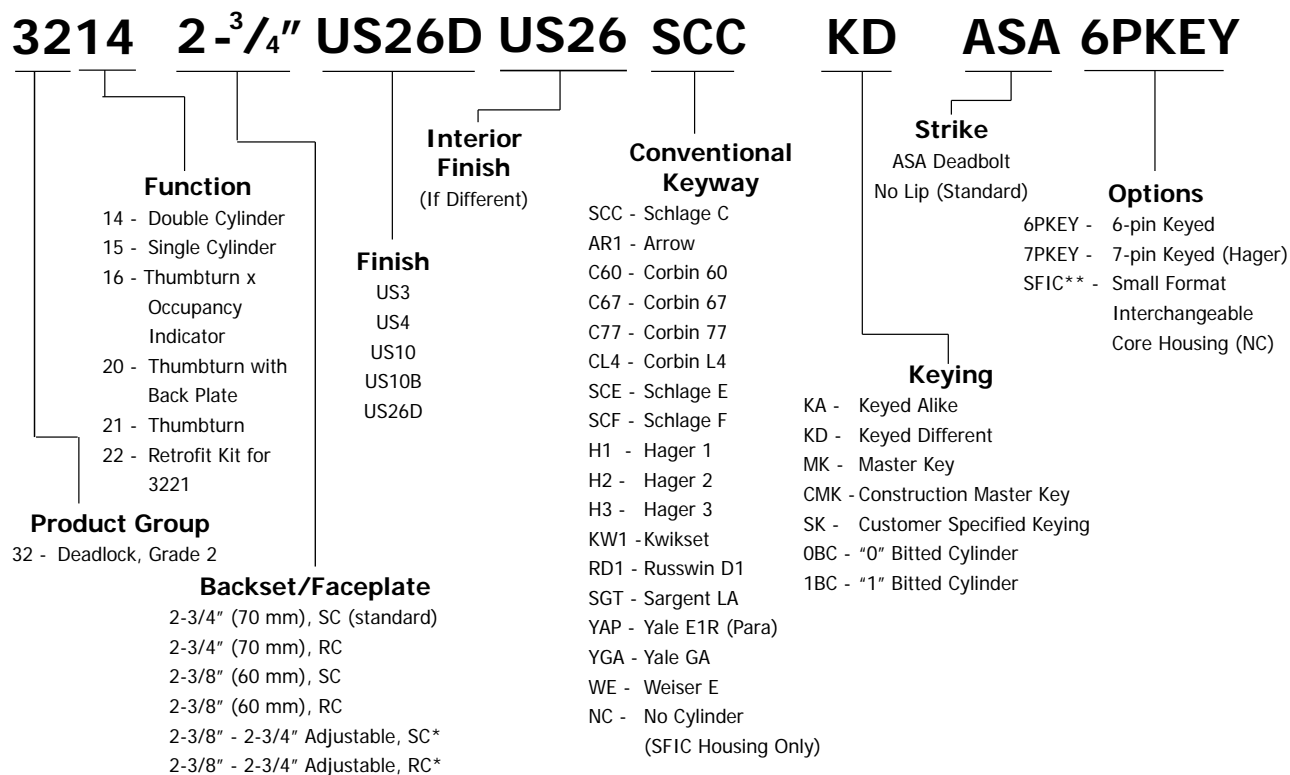 3214 2-3/4" US26D US26 SCC KD ASA 6PKEY
Product Group
32 - Deadlock, Grade 2
Function
14 - Double Cylinder
15 - Single Cylinder
16 - Thumbturn x
Occupancy
Indicator
20 - Thumbturn with
Back Plate
21 - Thumbturn
22 - Retrofit Kit for
3221
Backset/Faceplate
2-3/4" (70 mm), SC (standard)
2-3/4" (70 mm), RC
2-3/8" (60 mm), SC
2-3/8" (60 mm), RC
2-3/8" - 2-3/4" Adjustable, SC*
2-3/8" - 2-3/4" Adjustable, RC*
Finish
US3
US4
US10
US10B
US26D
Interior
Finish
(If Different)
Conventional
Keyway
SCC - Schlage C
AR1 - Arrow
C60 - Corbin 60
C67 - Corbin 67
C77 - Corbin 77
CL4 - Corbin L4
SCE - Schlage E
SCF - Schlage F
H1 - Hager 1
H2 - Hager 2
H3 - Hager 3
KW1 - Kwikset
RD1 - Russwin D1
SGT - Sargent LA
YAP - Yale E1R (Para)
YGA - Yale GA
WE - Weiser E
NC - No Cylinder
(SFIC Housing Only)
Keying
KA - Keyed Alike
KD - Keyed Different
MK - Master Key
CMK - Construction Master Key
SK - Customer Specified Keying
0BC - "0" Bitted Cylinder
1BC - "1" Bitted Cylinder
Strike
ASA Deadbolt
No Lip (Standard)
Options
6PKEY - 6-pin Keyed
7PKEY - 7-pin Keyed (Hager)
SFIC** - Small Format
Interchangeable
Core Housing (NC)